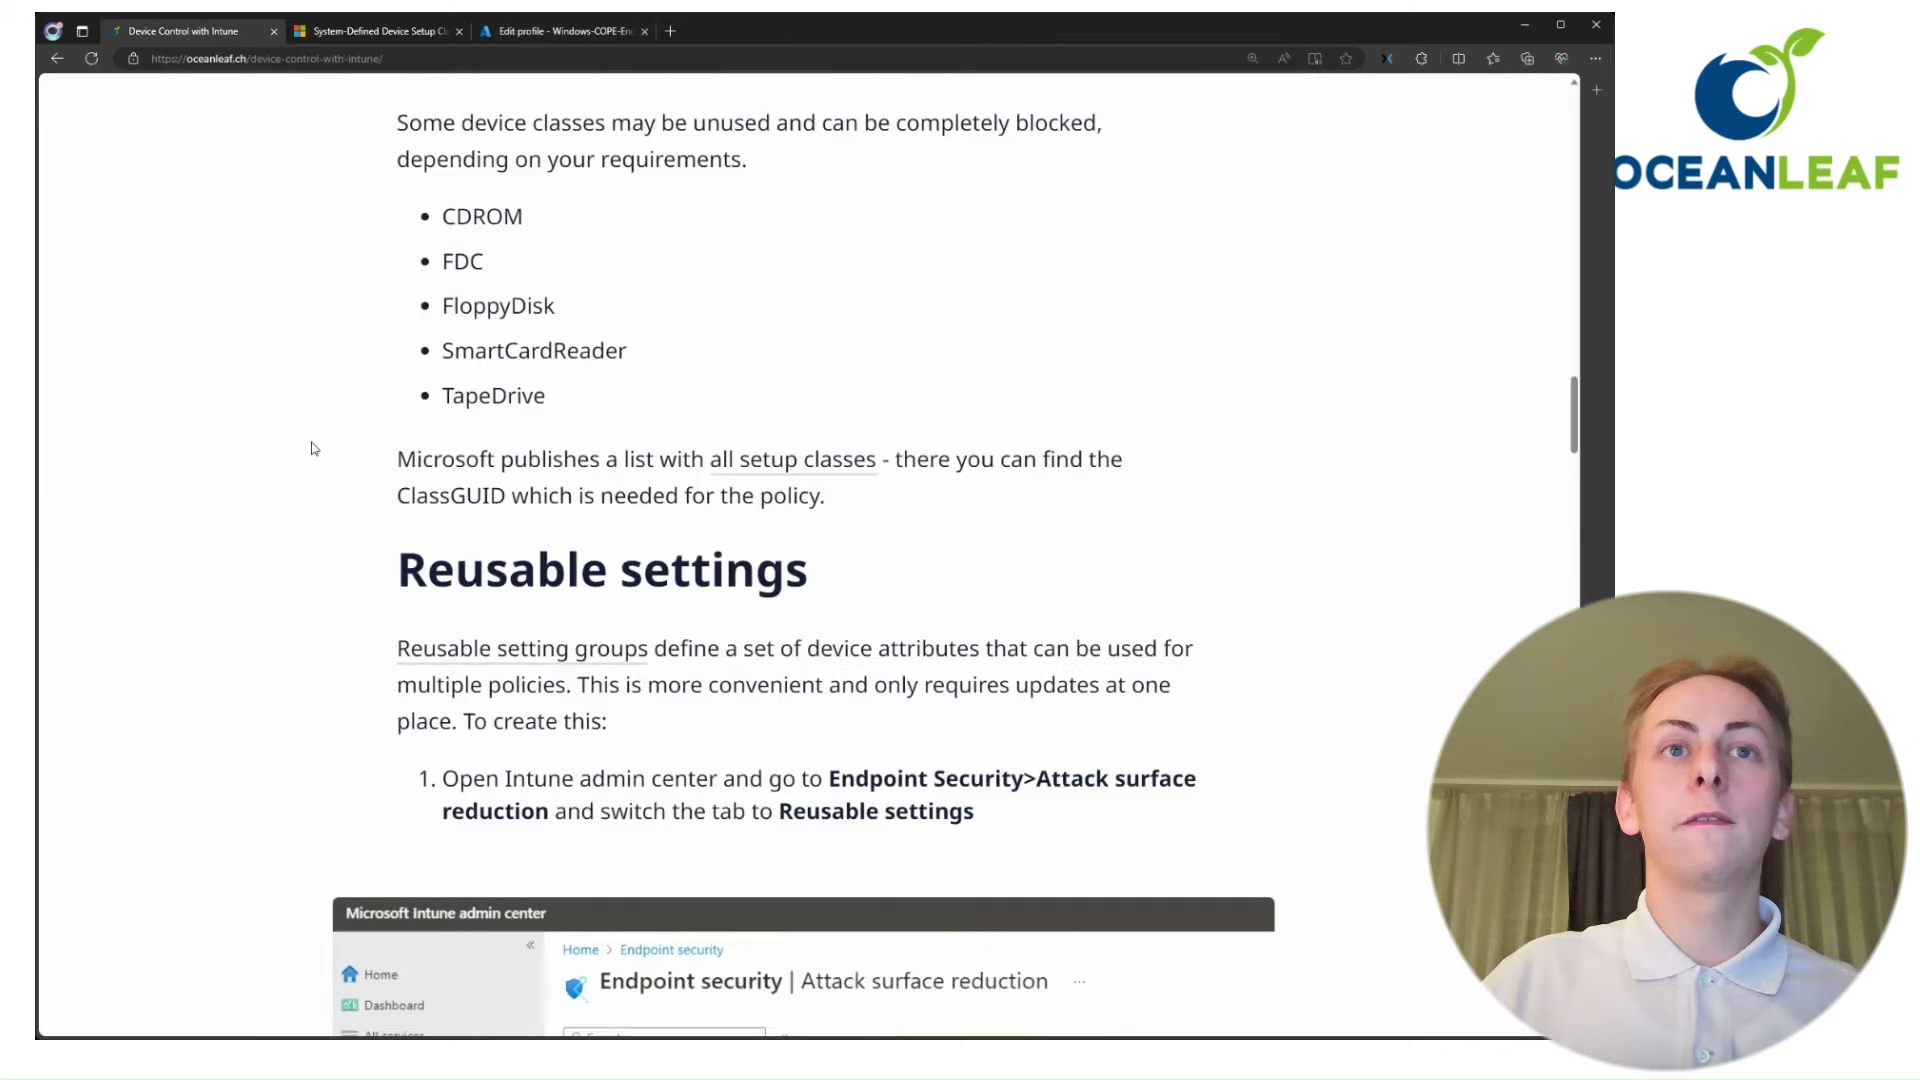 Device Control with Intune
System-Defined Device Setup Cl
Edit profile - Windows-COPE-En
https://oceanleaf.ch/device-control-with-intune/
OCEANLEAF
Some device classes may be unused and can be completely blocked,
depending on your requirements.
• CDROM
• FDC
• FloppyDisk
• SmartCardReader
• TapeDrive
Microsoft publishes a list with all setup classes - there you can find the
ClassGUID which is needed for the policy.
Reusable settings
Reusable setting groups define a set of device attributes that can be used for
multiple policies. This is more convenient and only requires updates at one
place. To create this:
1. Open Intune admin center and go to Endpoint Security>Attack surface
reduction and switch the tab to Reusable settings
Microsoft Intune admin center
Home > Endpoint security
Home
Endpoint security | Attack surface reduction
Dashboard
All services